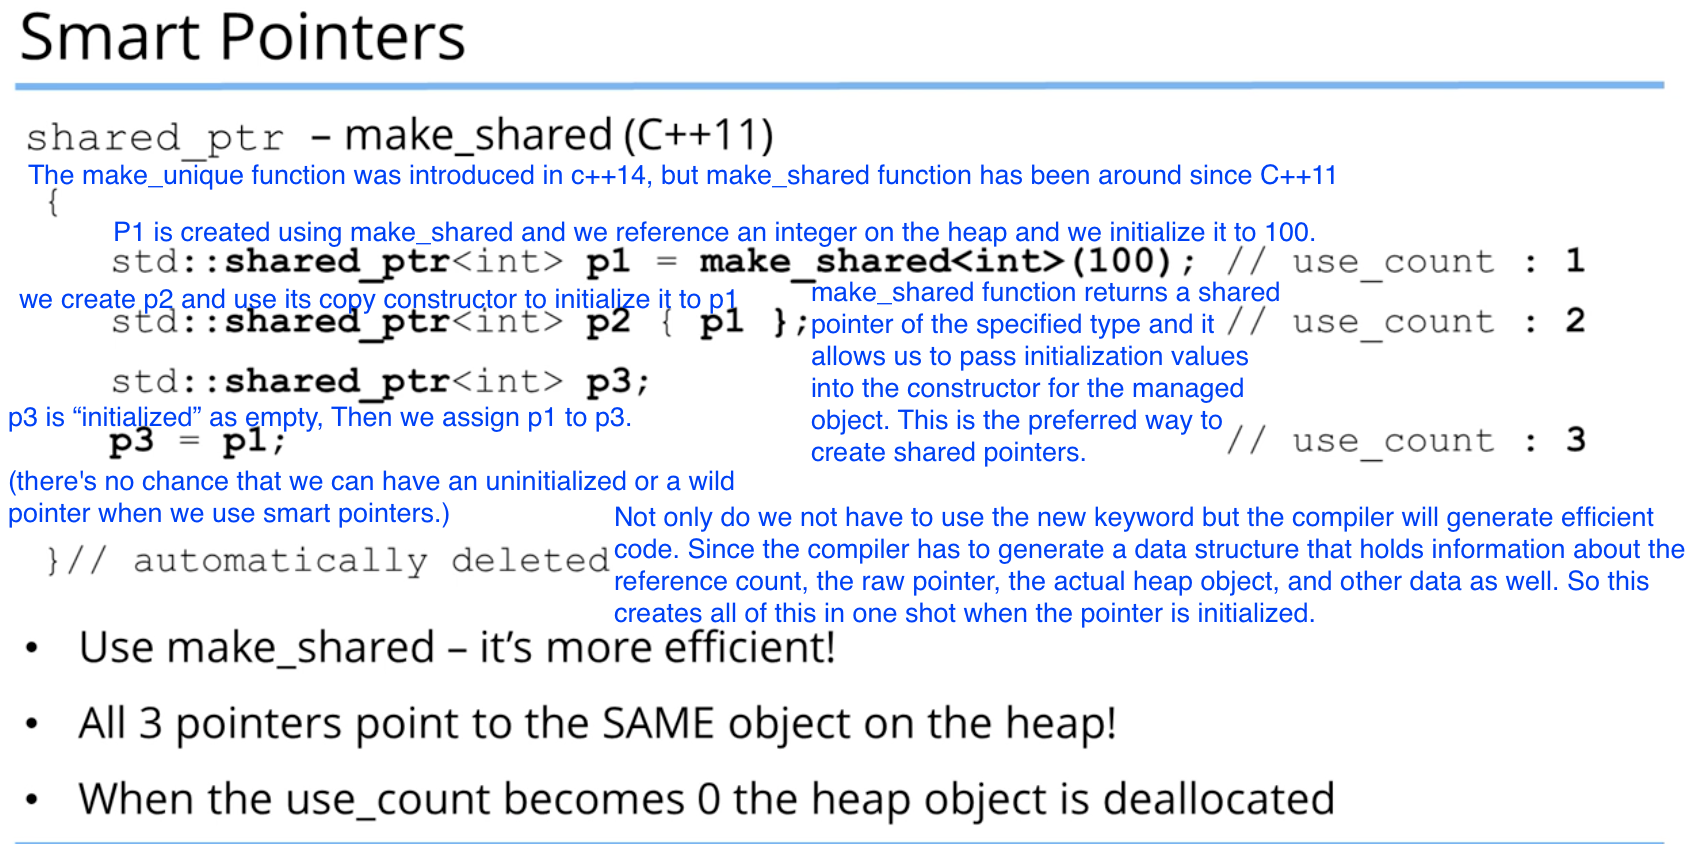 Smart Pointers
shared_ptr – make_shared (C++11)
The make_unique function was introduced in c++14, but make_shared function has been around since C++11
{
P1 is created using make_shared and we reference an integer on the heap and we initialize it to 100.
std::shared_ptr<int> p1 = make_shared<int>(100); // use_count : 1
we create p2 and use its copy constructor to initialize it to p1
std::shared_ptr<int> p2 { p1 }; // use_count : 2
make_shared function returns a shared
pointer of the specified type and it
allows us to pass initialization values
into the constructor for the managed
object. This is the preferred way to
create shared pointers.
std::shared_ptr<int> p3;
p3 is “initialized” as empty, Then we assign p1 to p3.
p3 = p1; // use_count : 3
(there's no chance that we can have an uninitialized or a wild
pointer when we use smart pointers.)
}// automatically deleted
Not only do we not have to use the new keyword but the compiler will generate efficient
code. Since the compiler has to generate a data structure that holds information about the
reference count, the raw pointer, the actual heap object, and other data as well. So this
creates all of this in one shot when the pointer is initialized.
• Use make_shared – it’s more efficient!
• All 3 pointers point to the SAME object on the heap!
• When the use_count becomes 0 the heap object is deallocated